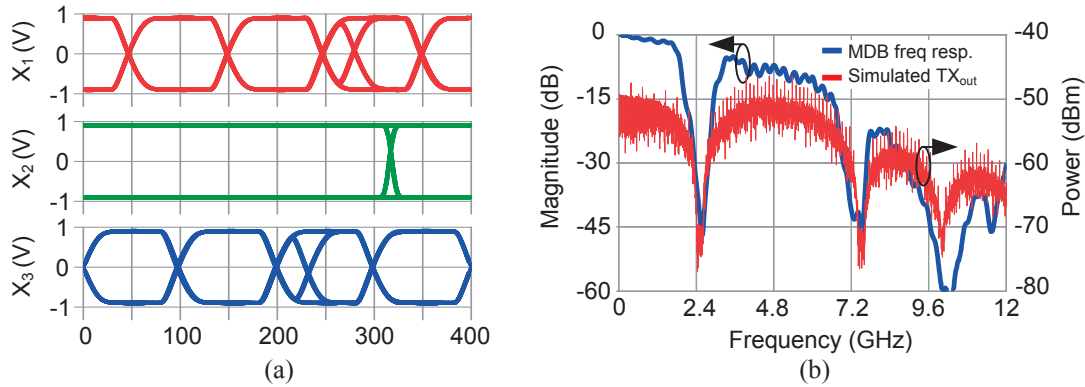 X1 (V)
1
0
-1
X2 (V)
1
0
-1
X3 (V)
1
0
-1
0 100 200 300 400
(a)
Magnitude (dB)
0
-15
-30
-45
-60
MDB freq resp.
Simulated TXout
-40
-50
-60
-70
-80
Power (dBm)
0 2.4 4.8 7.2 9.6 12
Frequency (GHz)
(b)